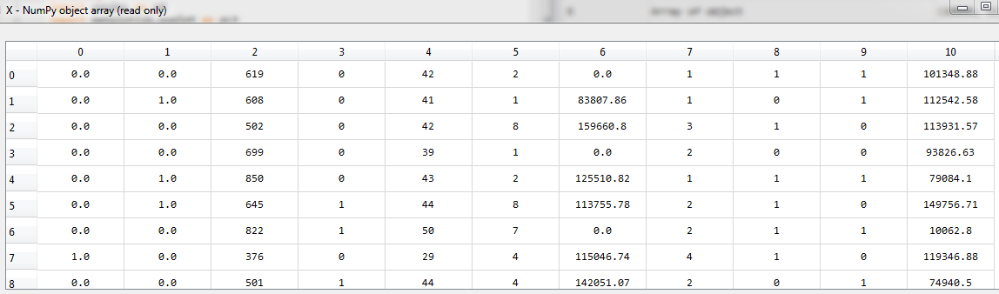 X - NumPy object array (read only)
Array of object
0 1 2 3 4 5 6 7 8 9 10
0 0.0 0.0 619 0 42 2 0.0 1 1 1 101348.88
1 0.0 1.0 608 0 41 1 83807.86 1 0 1 112542.58
2 0.0 0.0 502 0 42 8 159660.8 3 1 0 113931.57
3 0.0 0.0 699 0 39 1 0.0 2 0 0 93826.63
4 0.0 1.0 850 0 43 2 125510.82 1 1 1 79084.1
5 0.0 1.0 645 1 44 8 113755.78 2 1 0 149756.71
6 0.0 0.0 822 1 50 7 0.0 2 1 1 10062.8
7 1.0 0.0 376 0 29 4 115046.74 4 1 0 119346.88
8 0.0 0.0 501 1 44 4 142051.07 2 0 1 74940.5